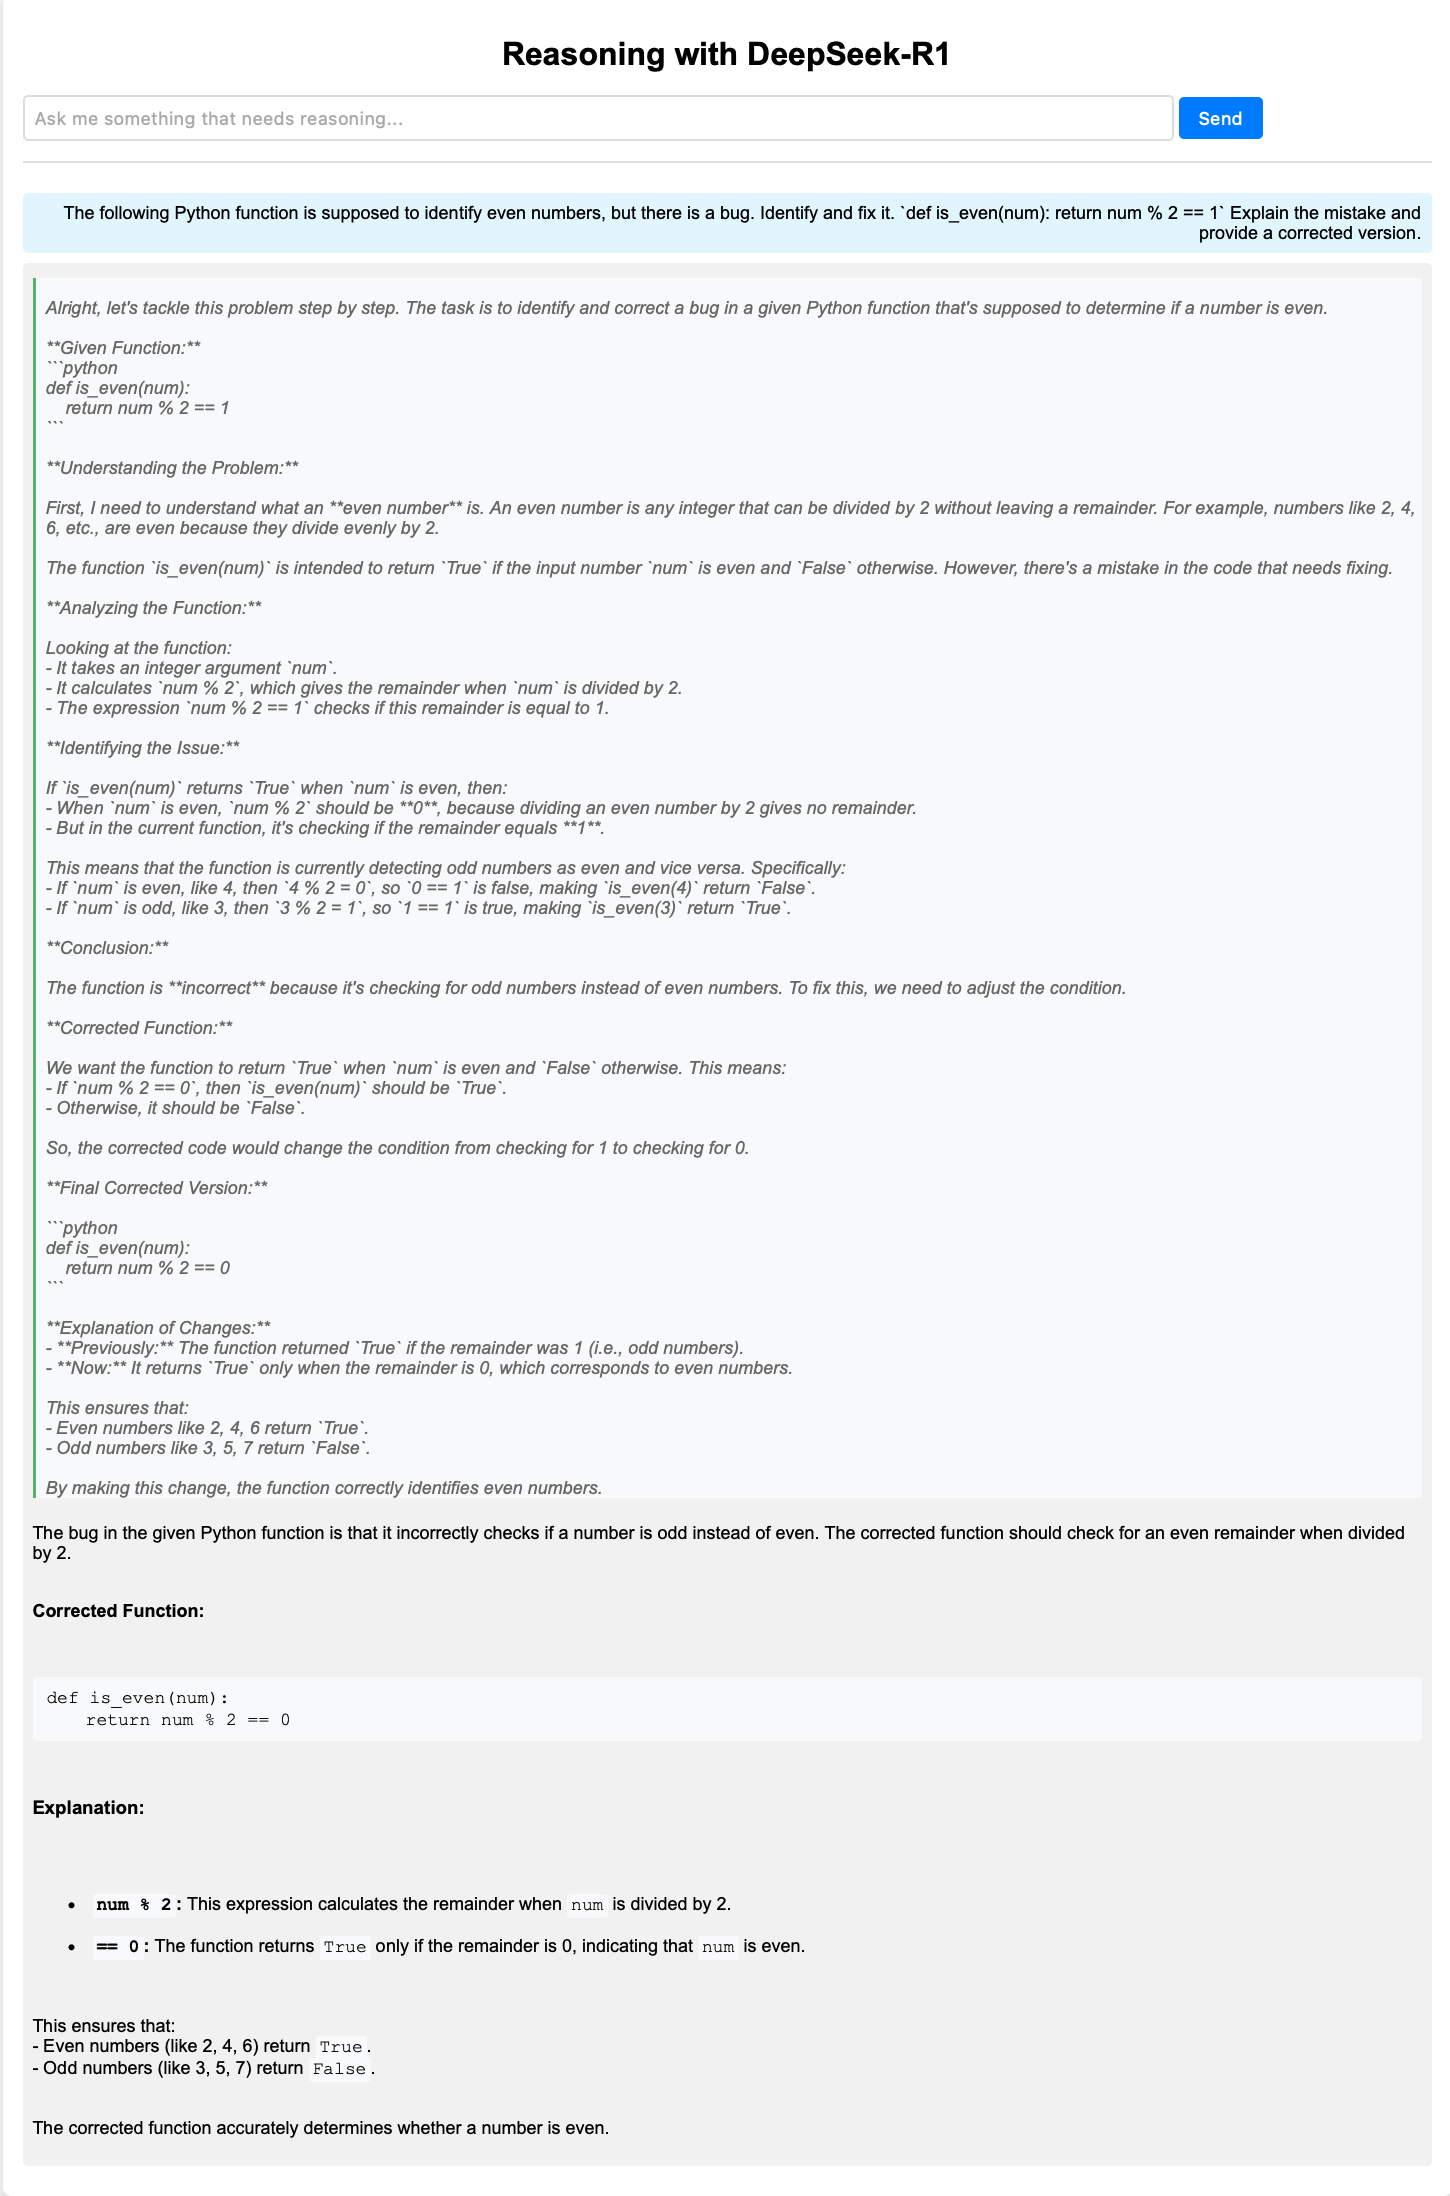 Reasoning with DeepSeek-R1
Ask me something that needs reasoning...
Send
The following Python function is supposed to identify even numbers, but there is a bug. Identify and fix it. `def is_even(num): return num % 2 == 1` Explain the mistake and
provide a corrected version.
Alright, let's tackle this problem step by step. The task is to identify and correct a bug in a given Python function that's supposed to determine if a number is even.
**Given Function:**
```python
def is_even(num):
    return num % 2 == 1
```
**Understanding the Problem:**
First, I need to understand what an **even number** is. An even number is any integer that can be divided by 2 without leaving a remainder. For example, numbers like 2, 4,
6, etc., are even because they divide evenly by 2.
The function `is_even(num)` is intended to return `True` if the input number `num` is even and `False` otherwise. However, there's a mistake in the code that needs fixing.
**Analyzing the Function:**
Looking at the function:
- It takes an integer argument `num`.
- It calculates `num % 2`, which gives the remainder when `num` is divided by 2.
- The expression `num % 2 == 1` checks if this remainder is equal to 1.
**Identifying the Issue:**
If `is_even(num)` returns `True` when `num` is even, then:
- When `num` is even, `num % 2` should be **0**, because dividing an even number by 2 gives no remainder.
- But in the current function, it's checking if the remainder equals **1**.
This means that the function is currently detecting odd numbers as even and vice versa. Specifically:
- If `num` is even, like 4, then `4 % 2 = 0`, so `0 == 1` is false, making `is_even(4)` return `False`.
- If `num` is odd, like 3, then `3 % 2 = 1`, so `1 == 1` is true, making `is_even(3)` return `True`.
**Conclusion:**
The function is **incorrect** because it's checking for odd numbers instead of even numbers. To fix this, we need to adjust the condition.
**Corrected Function:**
We want the function to return `True` when `num` is even and `False` otherwise. This means:
- If `num % 2 == 0`, then `is_even(num)` should be `True`.
- Otherwise, it should be `False`.
So, the corrected code would change the condition from checking for 1 to checking for 0.
**Final Corrected Version:**
```python
def is_even(num):
    return num % 2 == 0
```
**Explanation of Changes:**
- **Previously:** The function returned `True` if the remainder was 1 (i.e., odd numbers).
- **Now:** It returns `True` only when the remainder is 0, which corresponds to even numbers.
This ensures that:
- Even numbers like 2, 4, 6 return `True`.
- Odd numbers like 3, 5, 7 return `False`.
By making this change, the function correctly identifies even numbers.
The bug in the given Python function is that it incorrectly checks if a number is odd instead of even. The corrected function should check for an even remainder when divided
by 2.
Corrected Function:
def is_even(num):
    return num % 2 == 0
Explanation:
• num % 2: This expression calculates the remainder when num is divided by 2.
• == 0: The function returns True only if the remainder is 0, indicating that num is even.
This ensures that:
- Even numbers (like 2, 4, 6) return True.
- Odd numbers (like 3, 5, 7) return False.
The corrected function accurately determines whether a number is even.